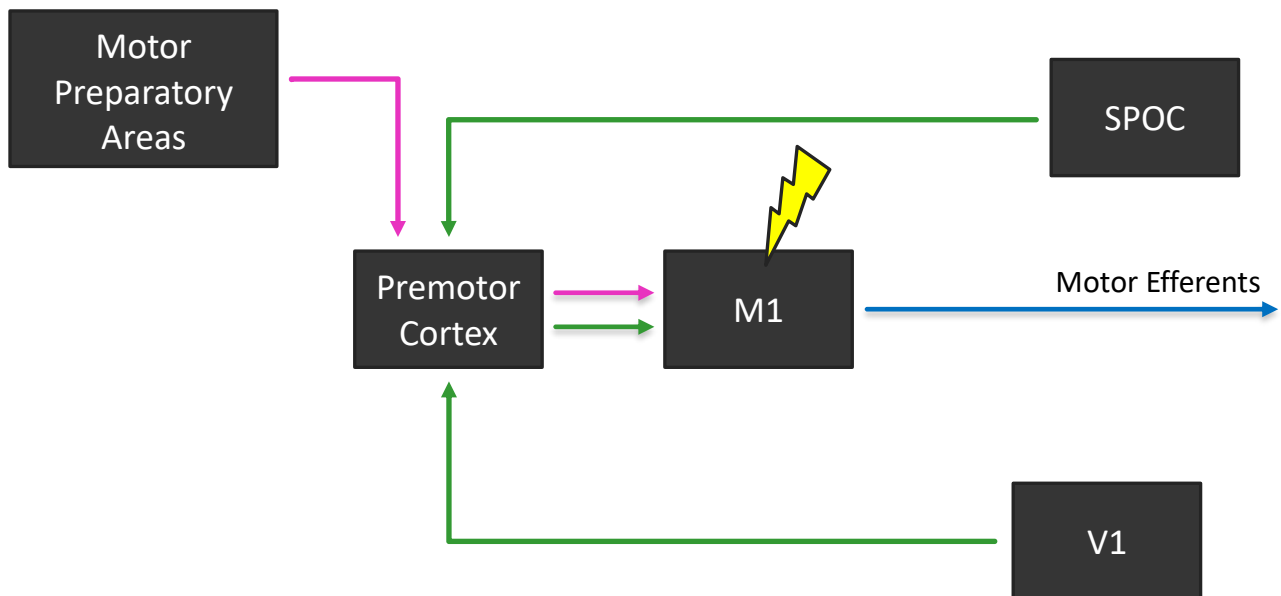 Motor
Preparatory
Areas
SPOC
Premotor
Cortex
M1
Motor Efferents
V1